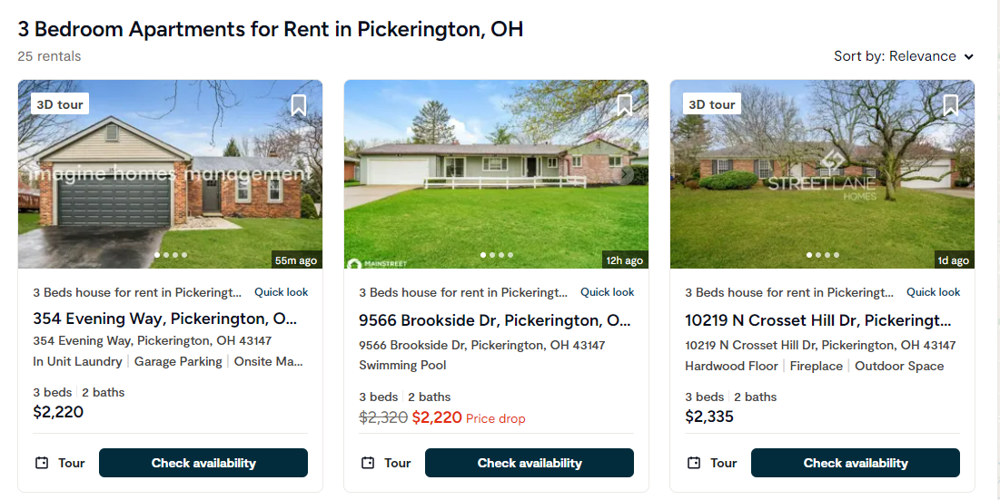 3 Bedroom Apartments for Rent in Pickerington, OH
25 rentals
Sort by: Relevance
3D tour
imagine homes management
55m ago
3 Beds house for rent in Pickeringt...
Quick look
354 Evening Way, Pickerington, O...
354 Evening Way, Pickerington, OH 43147
In Unit Laundry | Garage Parking | Onsite Ma...
3 beds | 2 baths
$2,220
Tour
Check availability
MAINSTREET
12h ago
3 Beds house for rent in Pickeringt...
Quick look
9566 Brookside Dr, Pickerington, O...
9566 Brookside Dr, Pickerington, OH 43147
Swimming Pool
3 beds | 2 baths
$2,320 $2,220 Price drop
Tour
Check availability
3D tour
STREETLANE
HOMES
1d ago
3 Beds house for rent in Pickeringt...
Quick look
10219 N Crosset Hill Dr, Pickeringt...
10219 N Crosset Hill Dr, Pickerington, OH 43147
Hardwood Floor | Fireplace | Outdoor Space
3 beds | 2 baths
$2,335
Tour
Check availability